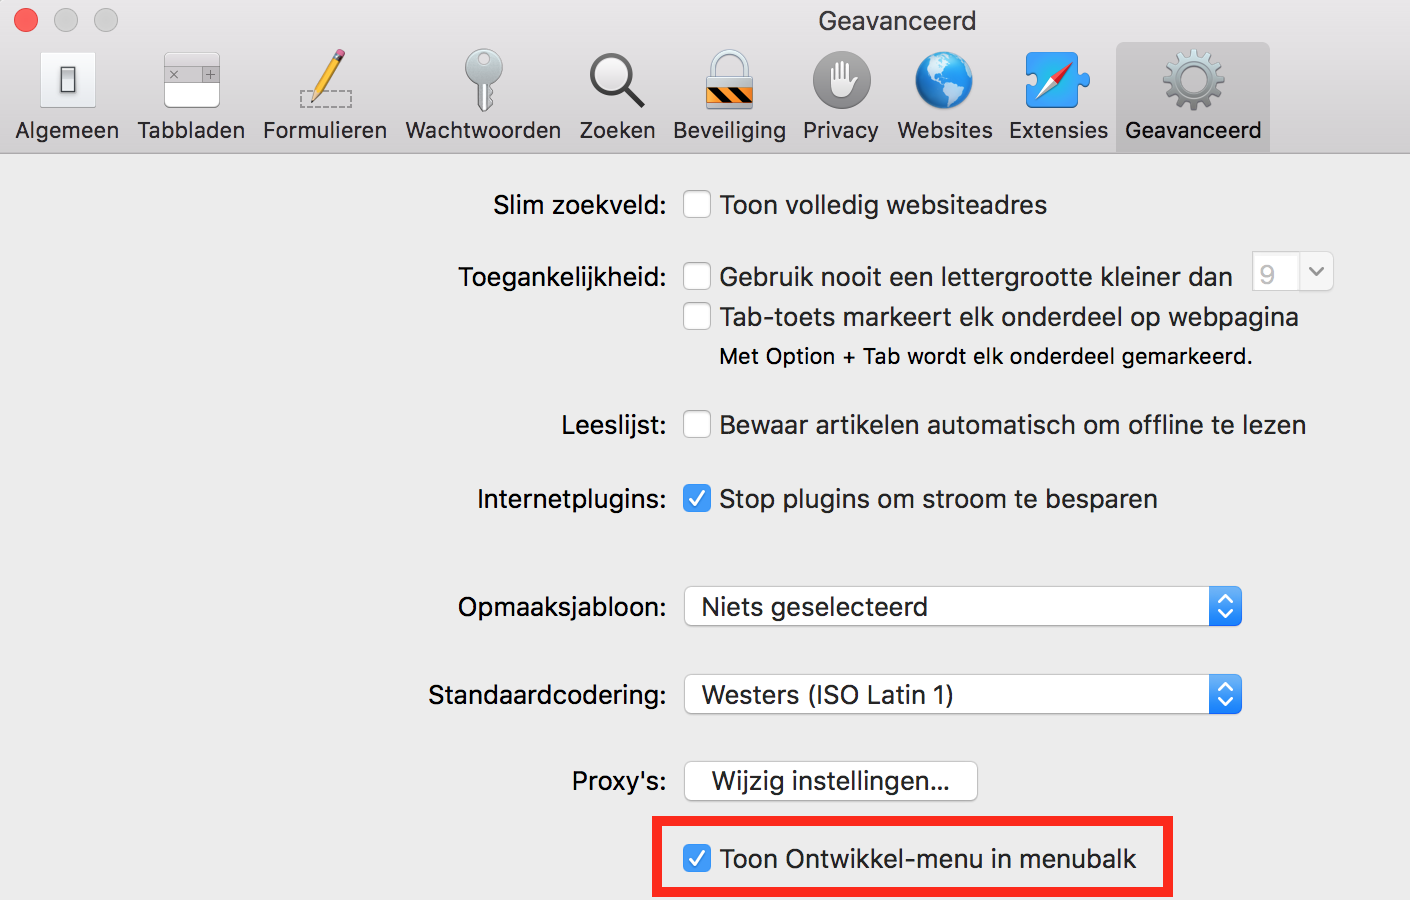 Geavanceerd
Algemeen Tabbladen Formulieren Wachtwoorden Zoeken Beveiliging Privacy Websites Extensies Geavanceerd
Slim zoekveld: Toon volledig websiteadres
Toegankelijkheid: Gebruik nooit een lettergrootte kleiner dan 9
Tab-toets markeert elk onderdeel op webpagina
Met Option + Tab wordt elk onderdeel gemarkeerd.
Leeslijst: Bewaar artikelen automatisch om offline te lezen
Internetplugins: Stop plugins om stroom te besparen
Opmaaksjabloon: Niets geselecteerd
Standaardcodering: Westers (ISO Latin 1)
Proxy's: Wijzig instellingen...
Toon Ontwikkel-menu in menubalk